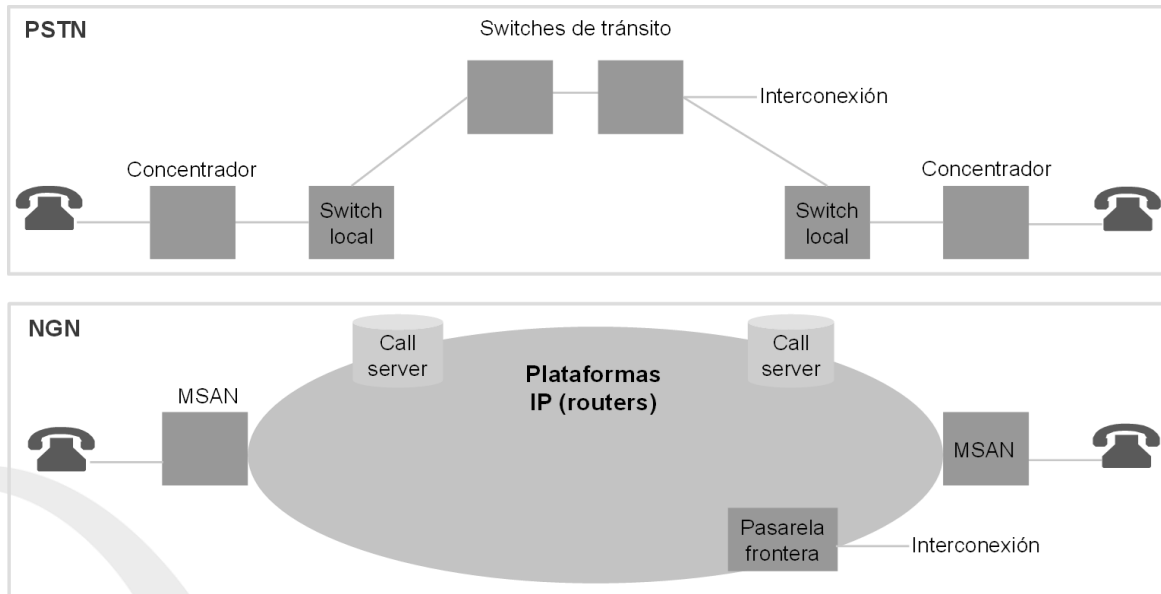 PSTN
Switches de tránsito
Interconexión
Concentrador
Switch
local
Switch
local
Concentrador
NGN
Call
server
Call
server
Plataformas
IP (routers)
MSAN
MSAN
Pasarela
frontera
Interconexión